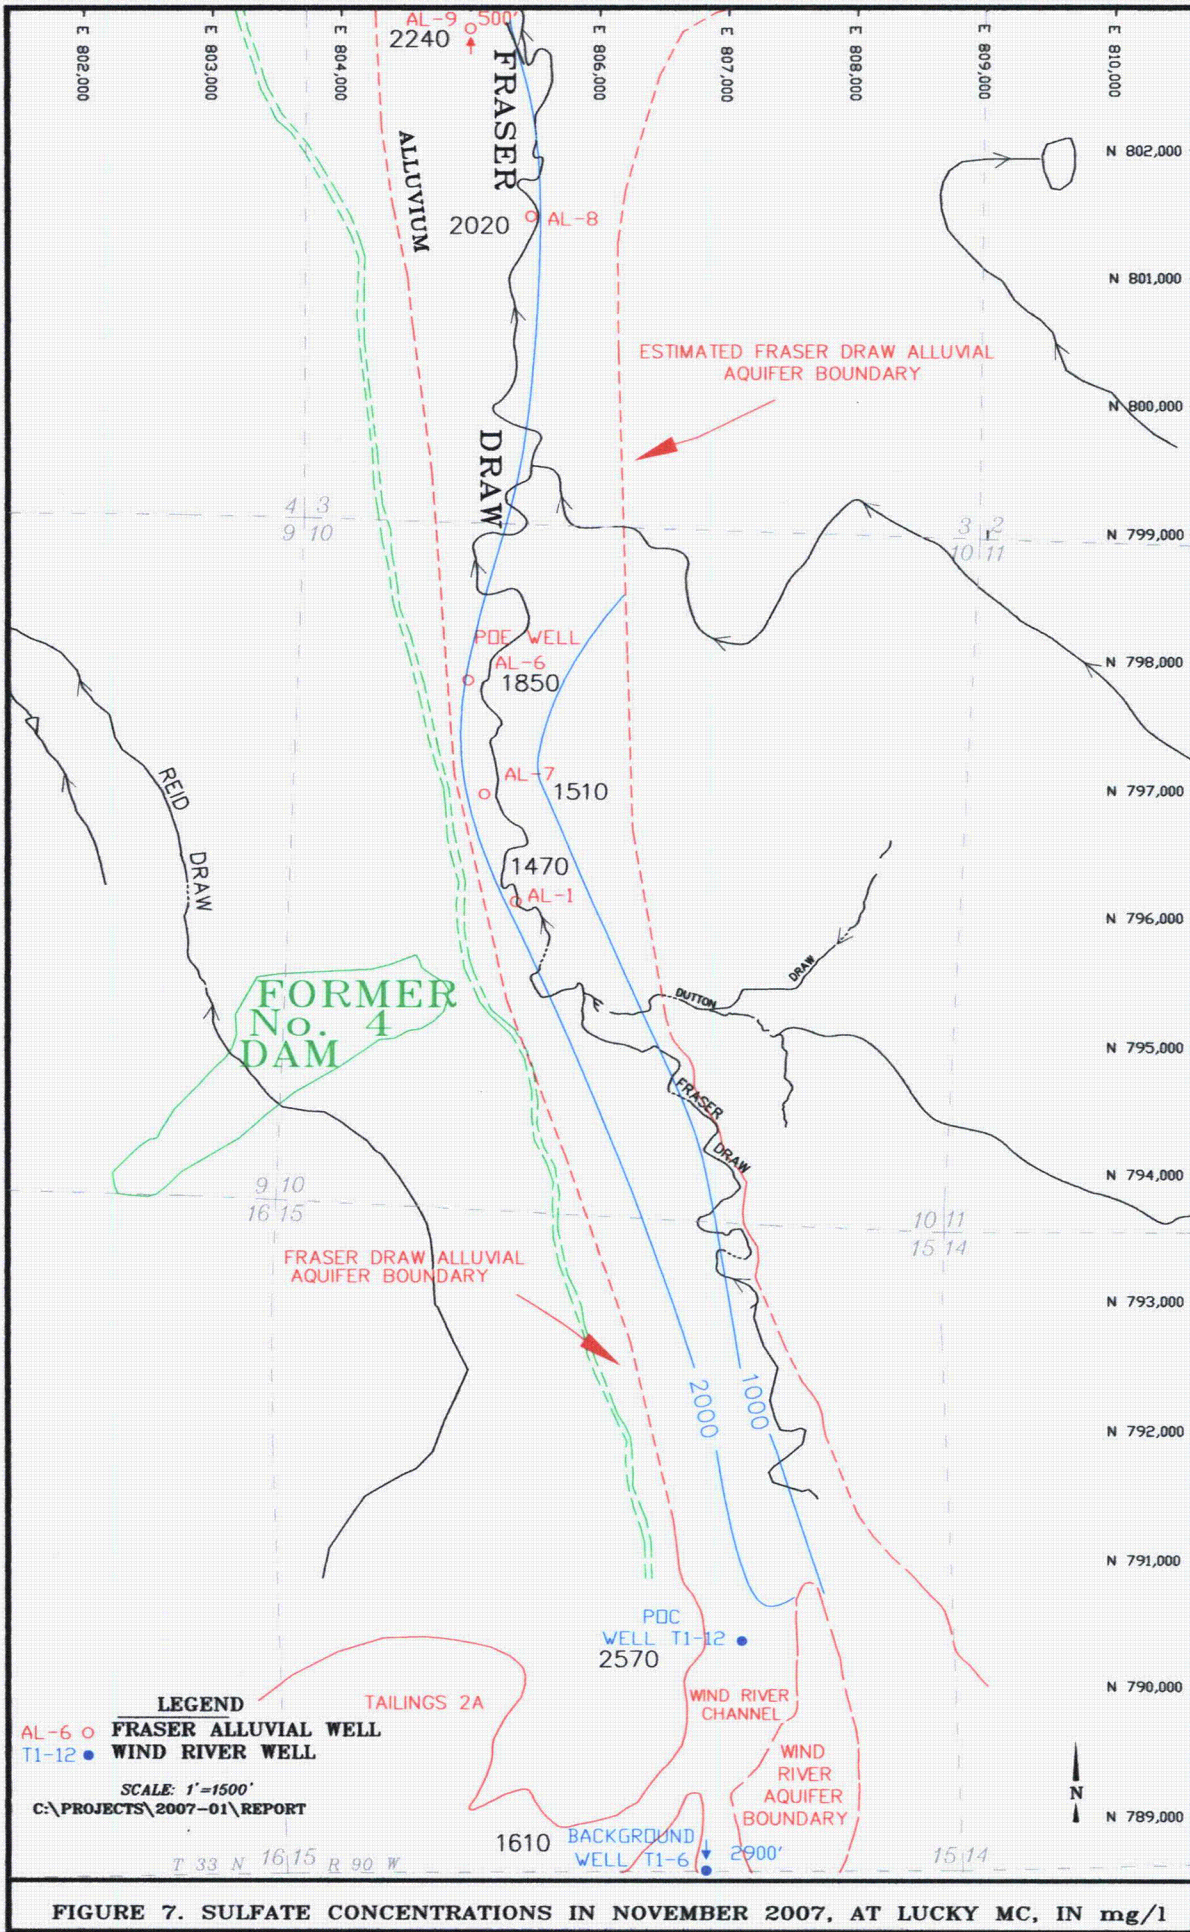 E 802,000
E 803,000
E 804,000
E 806,000
E 807,000
E 808,000
E 809,000
E 810,000
AL-9 500'
2240
FRASER
ALLUVIUM
N 802,000
2020
AL-8
N 801,000
ESTIMATED FRASER DRAW ALLUVIAL
AQUIFER BOUNDARY
N 800,000
DRAW
4 3
9 10
3 2
10 11
N 799,000
POE WELL
AL-6
1850
N 798,000
REID
DRAW
AL-7
1510
N 797,000
1470
AL-1
N 796,000
DRAW
DUTTON
FORMER
No. 4
DAM
N 795,000
FRASER
DRAW
N 794,000
9 10
16 15
10 11
15 14
FRASER DRAW ALLUVIAL
AQUIFER BOUNDARY
N 793,000
2000
1000
N 792,000
N 791,000
POC
WELL T1-12
2570
TAILINGS 2A
WIND RIVER
CHANNEL
N 790,000
LEGEND
AL-6 FRASER ALLUVIAL WELL
T1-12 WIND RIVER WELL
SCALE: 1'=1500'
C:\PROJECTS\2007-01\REPORT
WIND
RIVER
AQUIFER
BOUNDARY
N
N 789,000
1610
BACKGROUND
WELL T1-6
2900'
T 33 N 16 15 R 90 W
15 14
FIGURE 7. SULFATE CONCENTRATIONS IN NOVEMBER 2007, AT LUCKY MC, IN mg/l